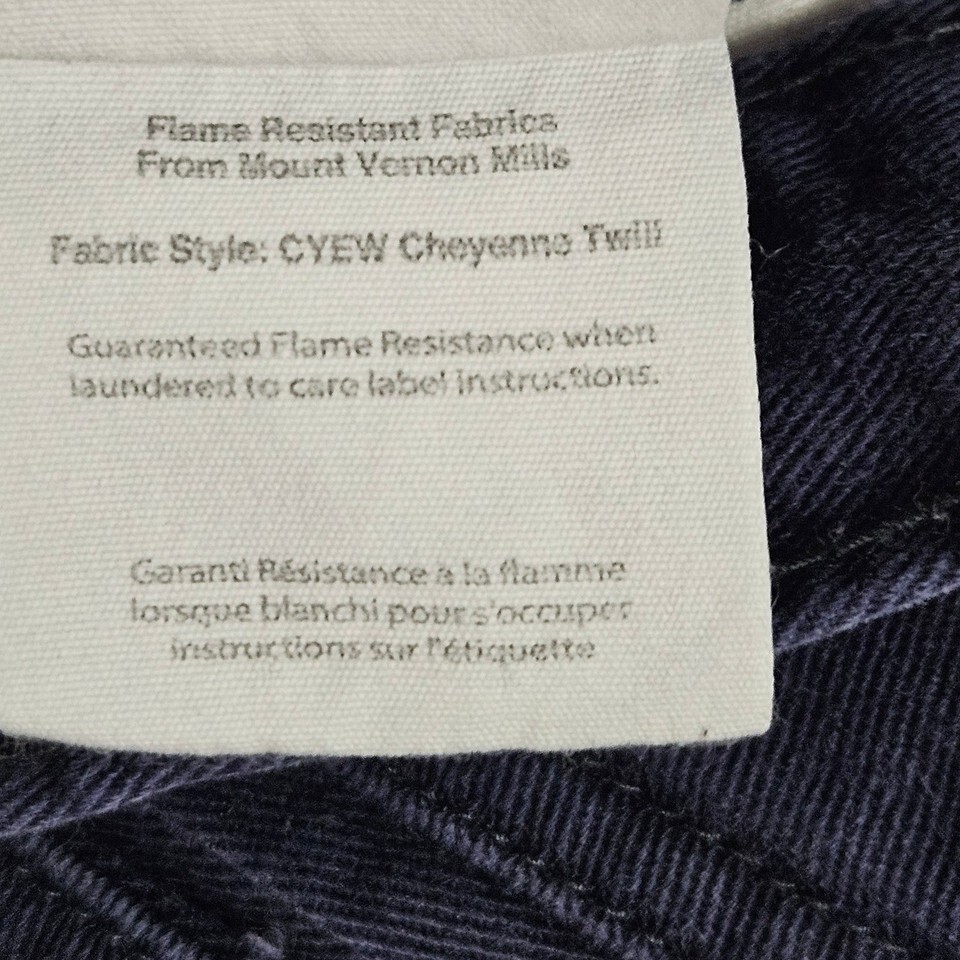 Flame Resistant Fabrics
From Mount Vernon Mills
Fabric Style: CYEW Cheyenne Twill
Guaranteed Flame Resistance when
laundered to care label instructions.
Garanti Résistance a la flamme
lorsque blanchi pour s'occuper
instructions sur l'étiquette